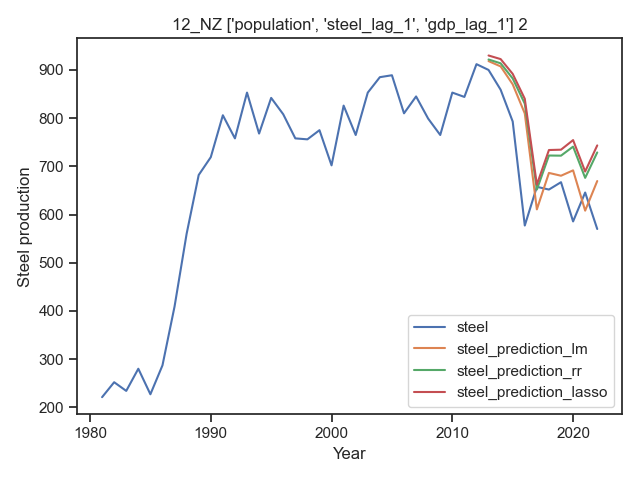 12_NZ ['population', 'steel_lag_1', 'gdp_lag_1'] 2
Steel production
900
800
700
600
500
400
300
200
1980
1990
2000
2010
2020
Year
steel
steel_prediction_lm
steel_prediction_rr
steel_prediction_lasso